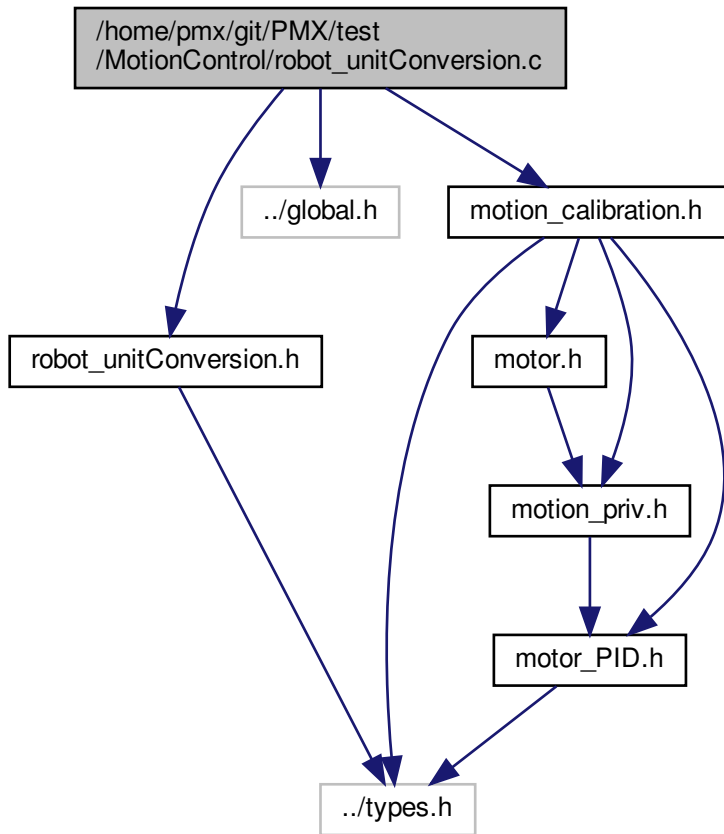 /home/pmx/git/PMX/test
/MotionControl/robot_unitConversion.c
../global.h
motion_calibration.h
robot_unitConversion.h
motor.h
motion_priv.h
motor_PID.h
../types.h